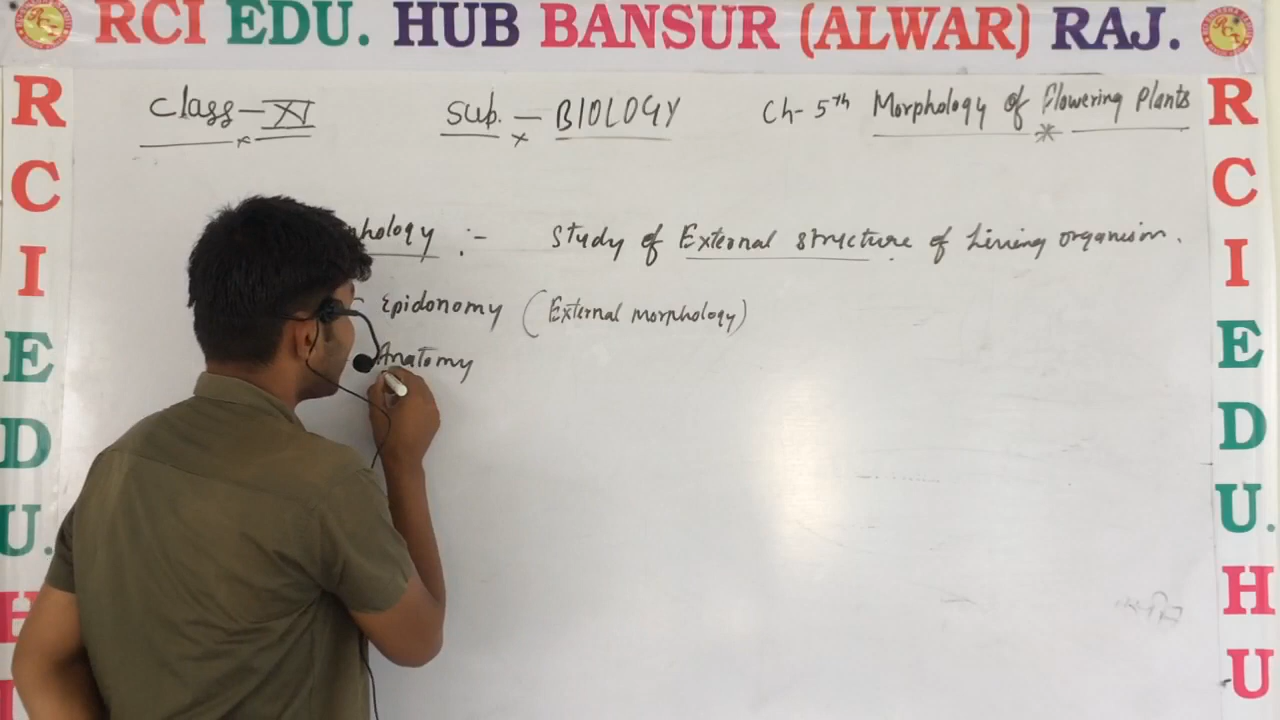 RCI EDU. HUB BANSUR (ALWAR) RAJ.
Class - XI Sub. - BIOLOGY Ch- 5th Morphology of Flowering Plants
phology :- Study of External structure of Living organism.
Epidonomy (External morphology)
Anatomy
R
C
I
E
D
U.
H
R
C
I
E
D
U.
H
U